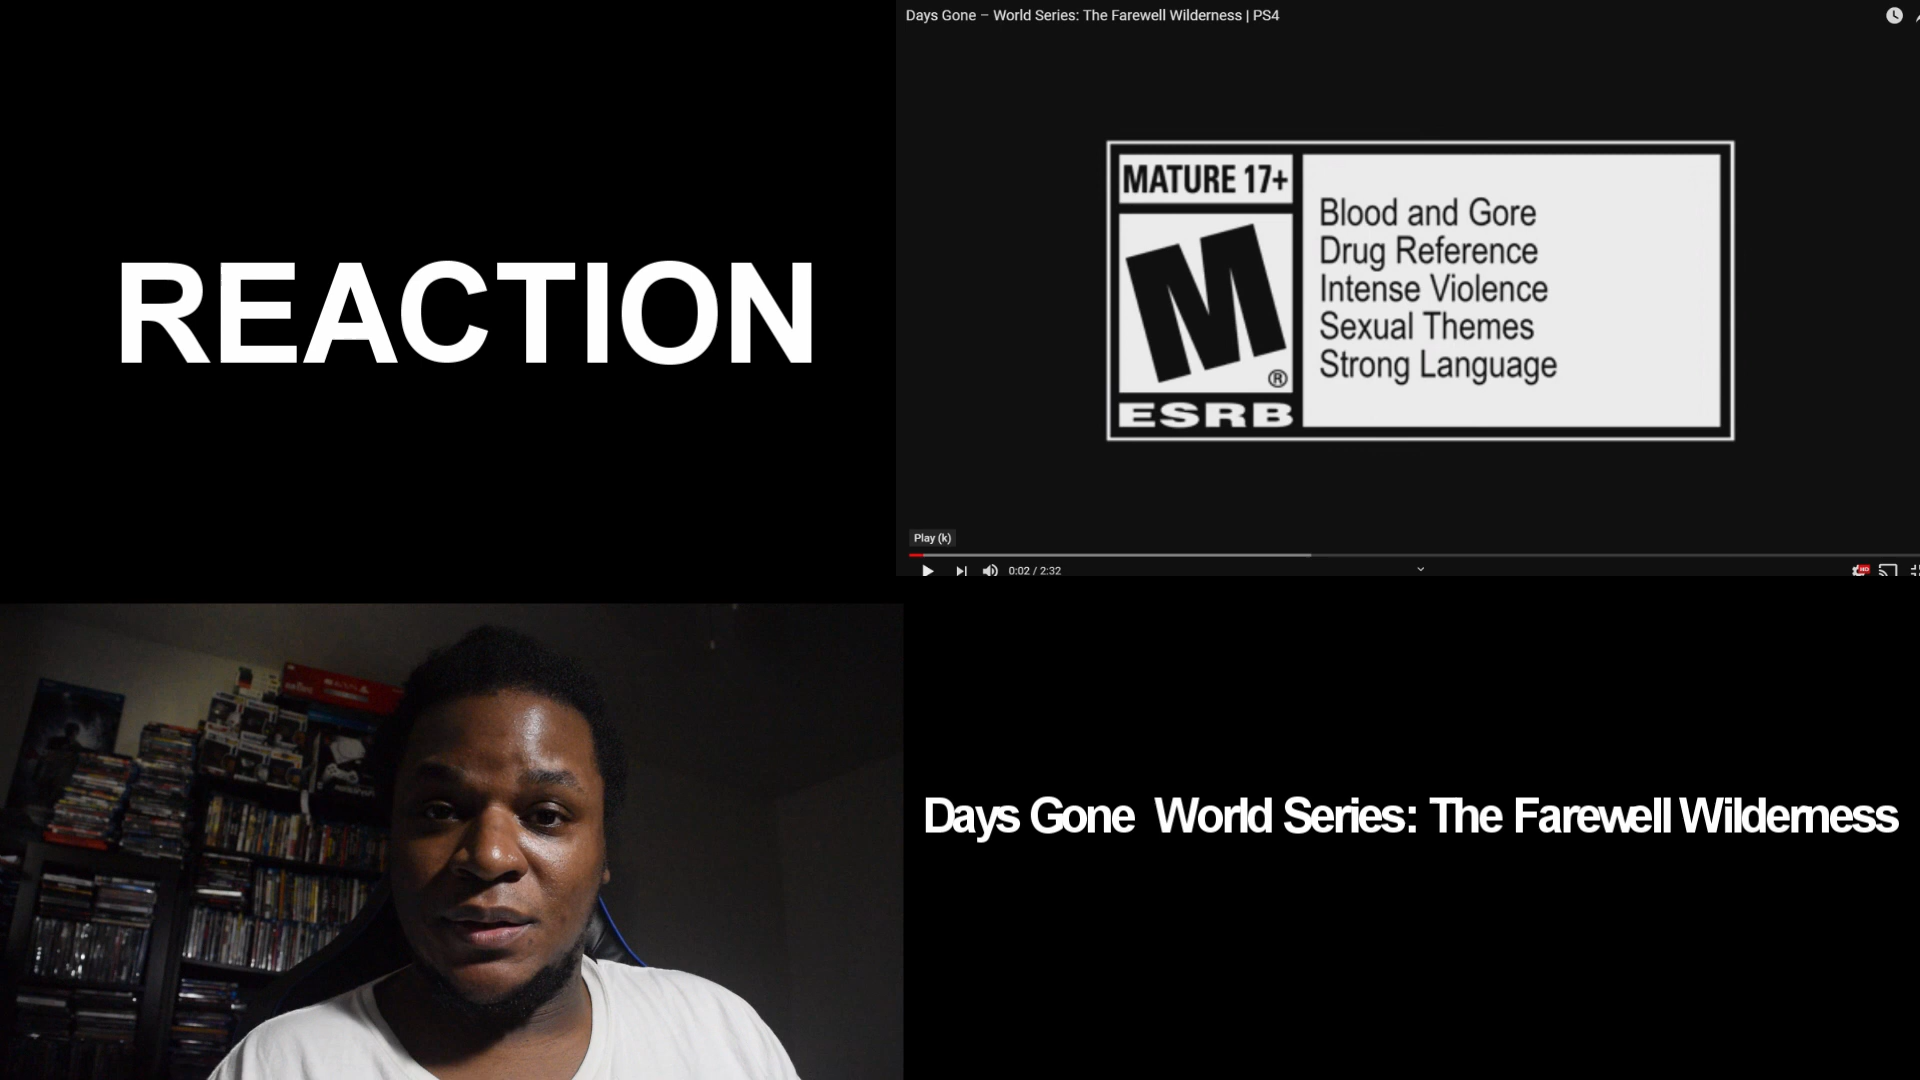 Days Gone – World Series: The Farewell Wilderness | PS4
REACTION
MATURE 17+
Blood and Gore
Drug Reference
Intense Violence
Sexual Themes
Strong Language
M
®
ESRB
Play (k)
0:02 / 2:32
HD
Days Gone World Series: The Farewell Wilderness